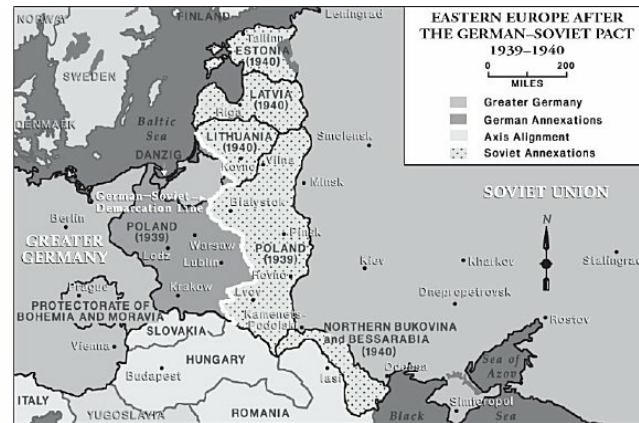 NORWAY
FINLAND
Leningrad
EASTERN EUROPE AFTER
THE GERMAN–SOVIET PACT
1939–1940
0 200
MILES
Greater Germany
German Annexations
Axis Alignment
Soviet Annexations
Tallinn
ESTONIA
(1940)
SWEDEN
LATVIA
(1940)
Riga
Baltic
Sea
DENMARK
LITHUANIA
(1940)
Smolensk
DANZIG
Kovno
Vilna
Minsk
German–Soviet
Demarcation Line
SOVIET UNION
Bialystok
Berlin
POLAND
(1939)
Pinsk
N
GREATER
GERMANY
Warsaw
POLAND
(1939)
Lodz
Lublin
Stalingrad
Rovno
Kiev
Kharkov
Prague
Krakow
Lvov
Dnepropetrovsk
PROTECTORATE OF
BOHEMIA AND MORAVIA
Kamenets-
Podolsk
NORTHERN BUKOVINA
and BESSARABIA
(1940)
Rostov
SLOVAKIA
Vienna
HUNGARY
Odessa
Sea of
Azov
Budapest
Iasi
ITALY
ROMANIA
Simferopol
YUGOSLAVIA
Black
Sea